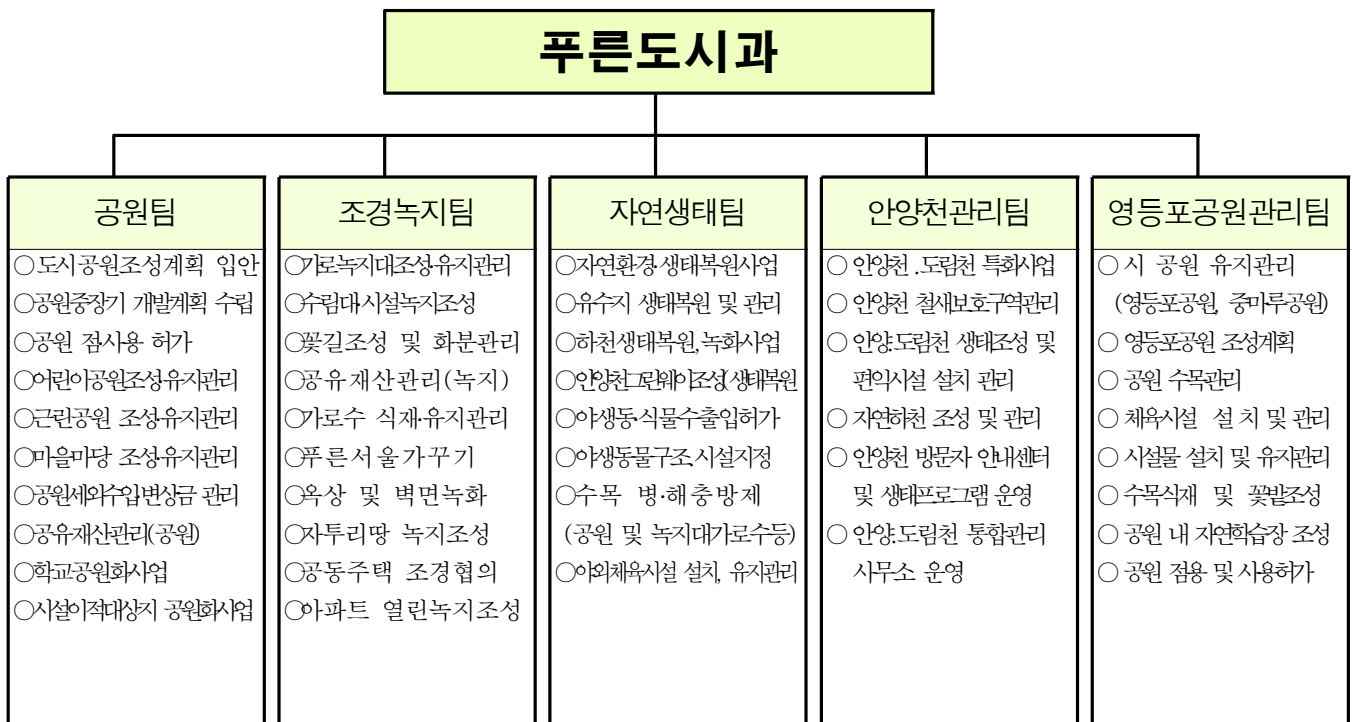 푸른도시과
공원팀
○도시공원조성계획 입안
○공원중장기 개발계획 수립
○공원 점·사용 허가
○어린이공원조성·유지관리
○근린공원 조성·유지관리
○마을마당 조성·유지관리
○공원세외수입·변상금 관리
○공유재산관리(공원)
○학교공원화사업
○시설이적대상지 공원화사업
조경녹지팀
○가로녹지대조성·유지관리
○수림대·시설녹지조성
○꽃길조성 및 화분관리
○공유재산관리(녹지)
○가로수 식재·유지관리
○푸른서울가꾸기
○옥상 및 벽면녹화
○자투리땅 녹지조성
○공동주택 조경협의
○아파트 열린녹지조성
자연생태팀
○자연환경·생태복원사업
○유수지 생태복원 및 관리
○하천생태복원,녹화사업
○안양천그린웨이조성(생태복원
○야생동·식물수출입허가
○야생동물구조,시설지정
○수목 병·해충방제
(공원 및 녹지대가로수등)
○야외체육시설 설치, 유지관리
안양천관리팀
○ 안양천 .도림천 특화사업
○ 안양천 철새보호구역관리
○ 안양.도림천 생태조성 및
편익시설 설치 관리
○ 자연하천 조성 및 관리
○ 안양천 방문자 안내센터
및 생태프로그램 운영
○ 안양.도림천 통합관리
사무소 운영
영등포공원관리팀
○ 시 공원 유지관리
(영등포공원, 중마루공원)
○ 영등포공원 조성계획
○ 공원 수목관리
○ 체육시설 설치 및 관리
○ 시설물 설치 및 유지관리
○ 수목식재 및 꽃밭조성
○ 공원 내 자연학습장 조성
○ 공원 점용 및 사용허가